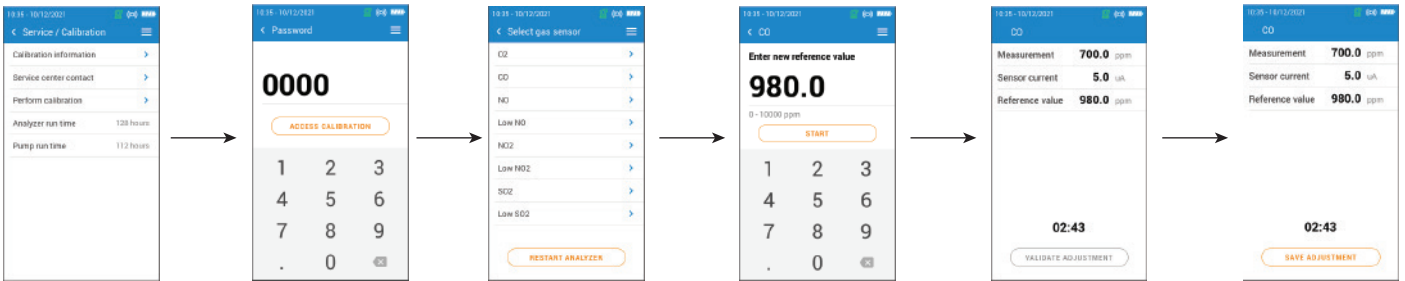 10:35 - 10/12/2021
Service / Calibration
Calibration information
Service center contact
Perform calibration
Analyzer run time 128 hours
Pump run time 112 hours
10:35 - 10/12/2021
Password
0000
ACCESS CALIBRATION
1 2 3
4 5 6
7 8 9
. 0
10:35 - 10/12/2021
Select gas sensor
O2
CO
NO
Low NO
NO2
Low NO2
SO2
Low SO2
RESTART ANALYZER
10:35 - 10/12/2021
CO
Enter new reference value
980.0
0 - 10000 ppm
START
1 2 3
4 5 6
7 8 9
. 0
10:35 - 10/12/2021
CO
Measurement 700.0 ppm
Sensor current 5.0 uA
Reference value 980.0 ppm
02:43
VALIDATE ADJUSTMENT
10:35 - 10/12/2021
CO
Measurement 700.0 ppm
Sensor current 5.0 uA
Reference value 980.0 ppm
02:43
SAVE ADJUSTMENT